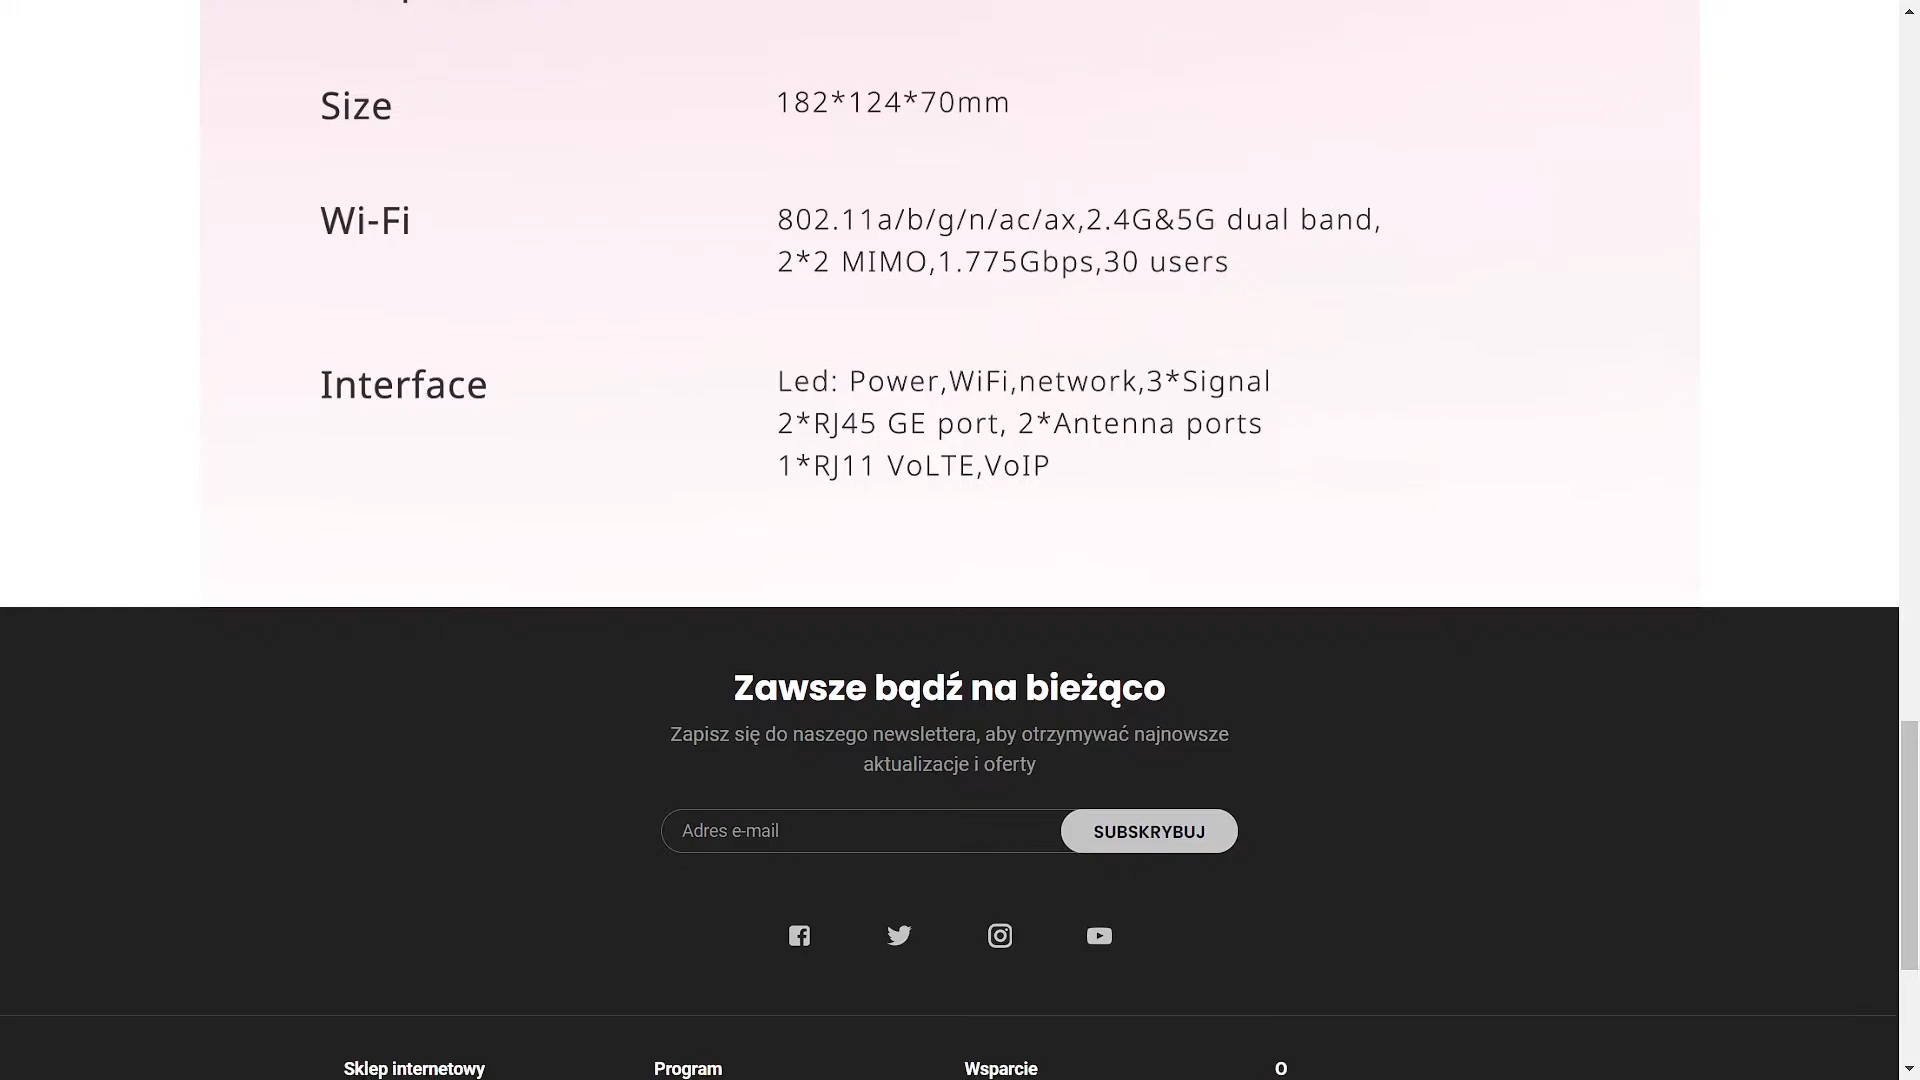 Size
182*124*70mm
Wi-Fi
802.11a/b/g/n/ac/ax,2.4G&5G dual band,
2*2 MIMO,1.775Gbps,30 users
Interface
Led: Power,WiFi,network,3*Signal
2*RJ45 GE port, 2*Antenna ports
1*RJ11 VoLTE,VoIP
Zawsze bądź na bieżąco
Zapisz się do naszego newslettera, aby otrzymywać najnowsze
aktualizacje i oferty
Adres e-mail
SUBSKRYBUJ
Sklep internetowy
Program
Wsparcie
O